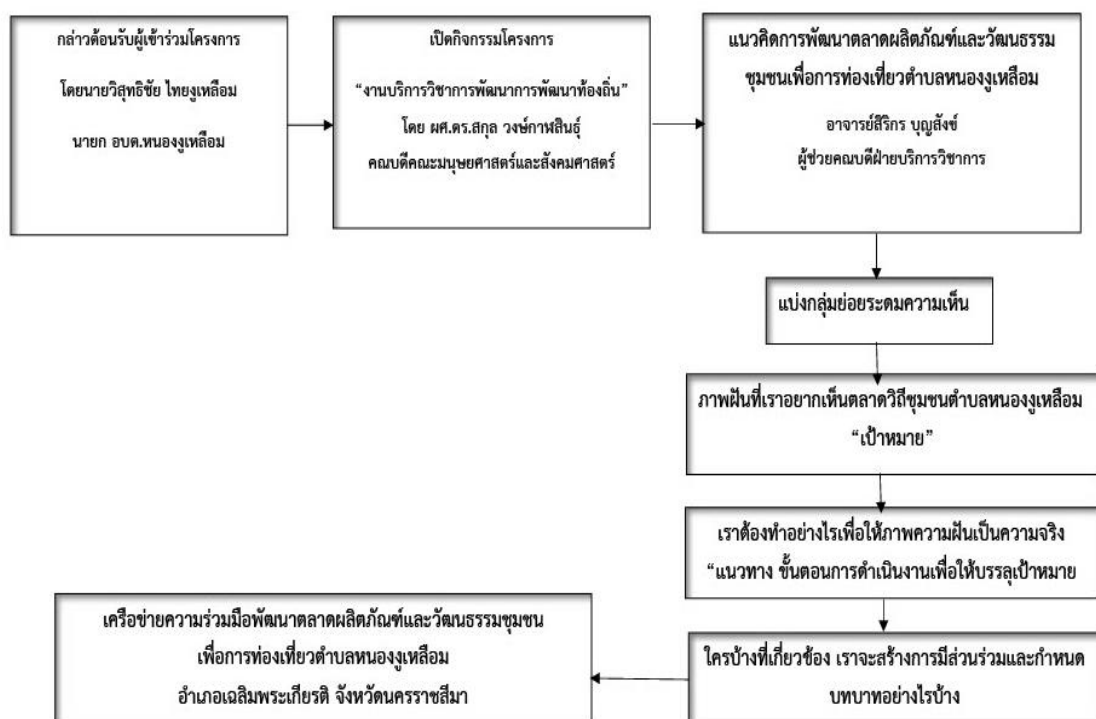 กล่าวต้อนรับผู้เข้าร่วมโครงการ
โดยนายวิสุทธิชัย ไทยงูเหลือม
นายก อบต.หนองงูเหลือม
เปิดกิจกรรมโครงการ
“งานบริการวิชาการพัฒนาการพัฒนาท้องถิ่น”
โดย ผศ.ดร.สกุล วงษ์กาฬสินธุ์
คณบดีคณะมนุษยศาสตร์และสังคมศาสตร์
แนวคิดการพัฒนาตลาดผลิตภัณฑ์และวัฒนธรรม
ชุมชนเพื่อการท่องเที่ยวตำบลหนองงูเหลือม
อาจารย์สิริกร บุญสังข์
ผู้ช่วยคณบดีฝ่ายบริการวิชาการ
แบ่งกลุ่มย่อยระดมความเห็น
ภาพฝันที่เราอยากเห็นตลาดวิถีชุมชนตำบลหนองงูเหลือม
“เป้าหมาย”
เราต้องทำอย่างไรเพื่อให้ภาพความฝันเป็นความจริง
“แนวทาง ขั้นตอนการดำเนินงานเพื่อให้บรรลุเป้าหมาย
ใครบ้างที่เกี่ยวข้อง เราจะสร้างการมีส่วนร่วมและกำหนด
บทบาทอย่างไรบ้าง
เครือข่ายความร่วมมือพัฒนาตลาดผลิตภัณฑ์และวัฒนธรรมชุมชน
เพื่อการท่องเที่ยวตำบลหนองงูเหลือม
อำเภอเฉลิมพระเกียรติ จังหวัดนครราชสีมา